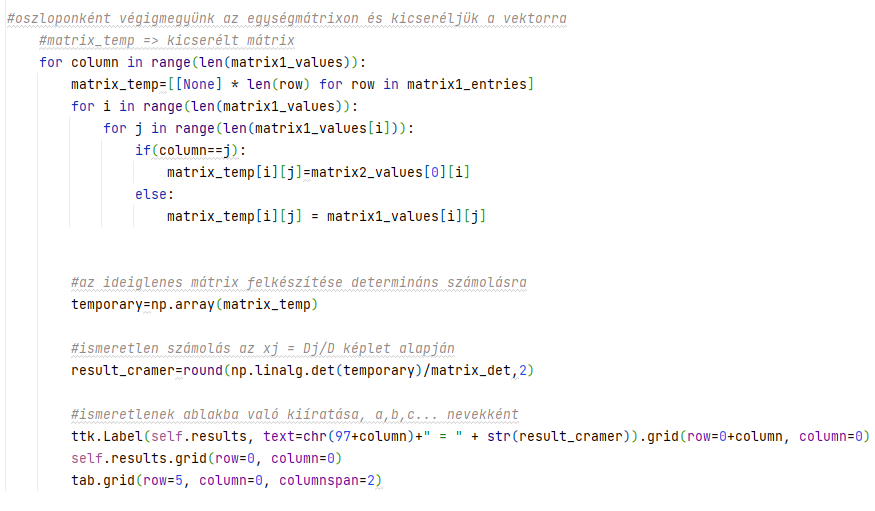 #oszloponként végigmegyünk az egységmátrixon és kicseréljük a vektorra
    #matrix_temp => kicserélt mátrix
    for column in range(len(matrix1_values)):
        matrix_temp=[[None] * len(row) for row in matrix1_entries]
        for i in range(len(matrix1_values)):
            for j in range(len(matrix1_values[i])):
                if(column==j):
                    matrix_temp[i][j]=matrix2_values[0][i]
                else:
                    matrix_temp[i][j] = matrix1_values[i][j]
        #az ideiglenes mátrix felkészítése determináns számolásra
        temporary=np.array(matrix_temp)
        #ismeretlen számolás az xj = Dj/D képlet alapján
        result_cramer=round(np.linalg.det(temporary)/matrix_det,2)
        #ismeretlenek ablakba való kiíratása, a,b,c... nevekként
        ttk.Label(self.results, text=chr(97+column)+" = " + str(result_cramer)).grid(row=0+column, column=0)
        self.results.grid(row=0, column=0)
        tab.grid(row=5, column=0, columnspan=2)